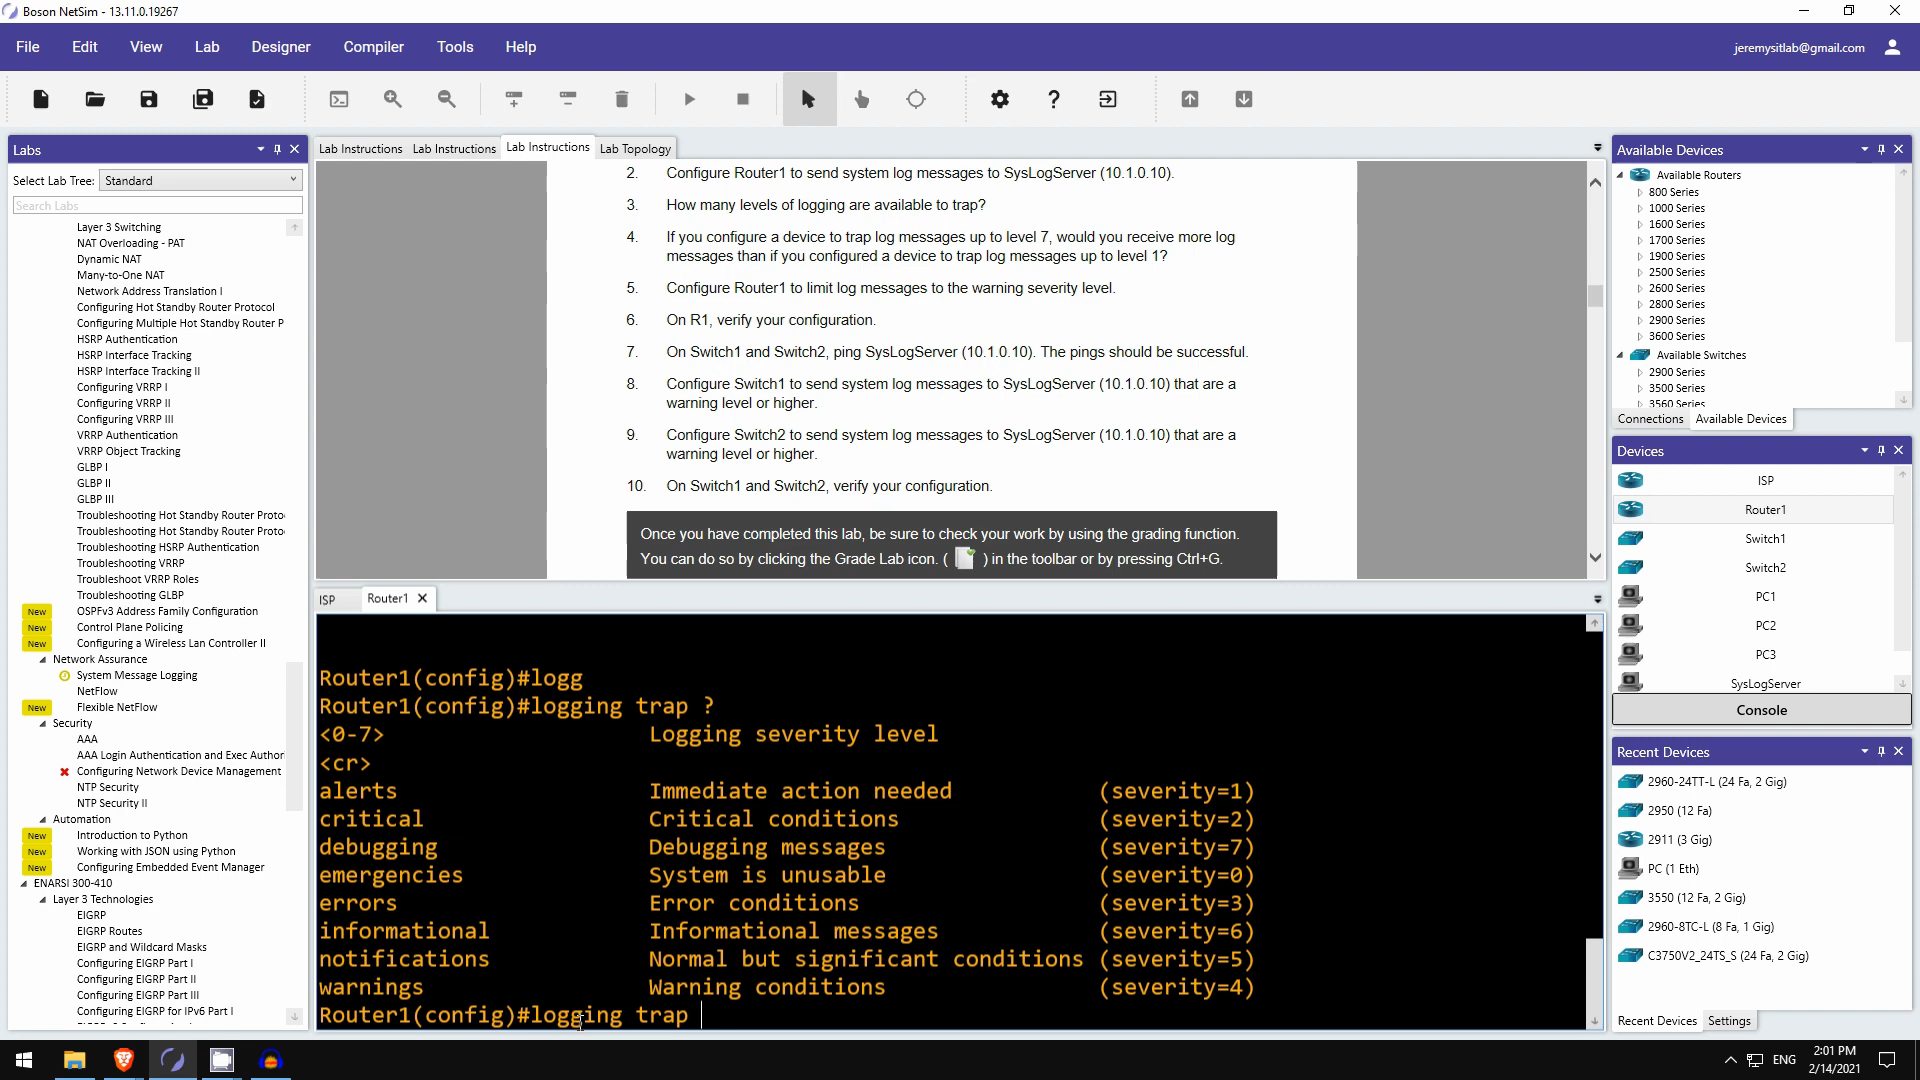 Boson NetSim - 13.11.0.19267
File Edit View Lab Designer Compiler Tools Help
jeremysitlab@gmail.com
Labs
Select Lab Tree: Standard
Search Labs
Layer 3 Switching
NAT Overloading - PAT
Dynamic NAT
Many-to-One NAT
Network Address Translation I
Configuring Hot Standby Router Protocol
Configuring Multiple Hot Standby Router P
HSRP Authentication
HSRP Interface Tracking
HSRP Interface Tracking II
Configuring VRRP I
Configuring VRRP II
Configuring VRRP III
VRRP Authentication
VRRP Object Tracking
GLBP I
GLBP II
GLBP III
Troubleshooting Hot Standby Router Proto
Troubleshooting Hot Standby Router Proto
Troubleshooting HSRP Authentication
Troubleshooting VRRP
Troubleshoot VRRP Roles
Troubleshooting GLBP
New OSPFv3 Address Family Configuration
New Control Plane Policing
New Configuring a Wireless Lan Controller II
Network Assurance
System Message Logging
NetFlow
New Flexible NetFlow
Security
AAA
AAA Login Authentication and Exec Author
Configuring Network Device Management
NTP Security
NTP Security II
Automation
New Introduction to Python
New Working with JSON using Python
New Configuring Embedded Event Manager
ENARSI 300-410
Layer 3 Technologies
EIGRP
EIGRP Routes
EIGRP and Wildcard Masks
Configuring EIGRP Part I
Configuring EIGRP Part II
Configuring EIGRP Part III
Configuring EIGRP for IPv6 Part I
Lab Instructions Lab Instructions Lab Instructions Lab Topology
2. Configure Router1 to send system log messages to SysLogServer (10.1.0.10).
3. How many levels of logging are available to trap?
4. If you configure a device to trap log messages up to level 7, would you receive more log
messages than if you configured a device to trap log messages up to level 1?
5. Configure Router1 to limit log messages to the warning severity level.
6. On R1, verify your configuration.
7. On Switch1 and Switch2, ping SysLogServer (10.1.0.10). The pings should be successful.
8. Configure Switch1 to send system log messages to SysLogServer (10.1.0.10) that are a
warning level or higher.
9. Configure Switch2 to send system log messages to SysLogServer (10.1.0.10) that are a
warning level or higher.
10. On Switch1 and Switch2, verify your configuration.
Once you have completed this lab, be sure to check your work by using the grading function.
You can do so by clicking the Grade Lab icon. ( ) in the toolbar or by pressing Ctrl+G.
ISP Router1
Router1(config)#logg
Router1(config)#logging trap ?
<0-7> Logging severity level
<cr>
alerts Immediate action needed (severity=1)
critical Critical conditions (severity=2)
debugging Debugging messages (severity=7)
emergencies System is unusable (severity=0)
errors Error conditions (severity=3)
informational Informational messages (severity=6)
notifications Normal but significant conditions (severity=5)
warnings Warning conditions (severity=4)
Router1(config)#logging trap
Available Devices
Available Routers
800 Series
1000 Series
1600 Series
1700 Series
1900 Series
2500 Series
2600 Series
2800 Series
2900 Series
3600 Series
Available Switches
2900 Series
3500 Series
3560 Series
Connections Available Devices
Devices
ISP
Router1
Switch1
Switch2
PC1
PC2
PC3
SysLogServer
Console
Recent Devices
2960-24TT-L (24 Fa, 2 Gig)
2950 (12 Fa)
2911 (3 Gig)
PC (1 Eth)
3550 (12 Fa, 2 Gig)
2960-8TC-L (8 Fa, 1 Gig)
C3750V2_24TS_S (24 Fa, 2 Gig)
Recent Devices Settings
ENG
2:01 PM
2/14/2021